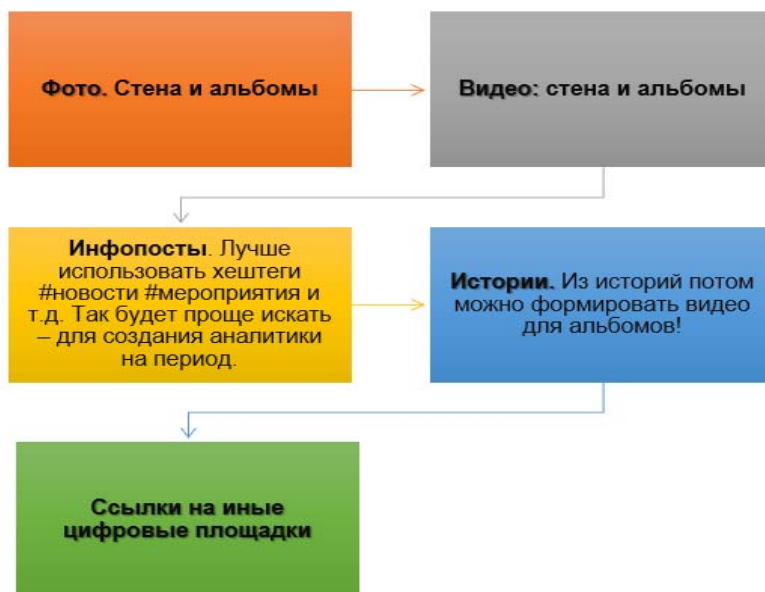 Фото. Стена и альбомы
Видео: стена и альбомы
Инфопосты. Лучше
использовать хештеги
#новости #мероприятия и
т.д. Так будет проще искать
– для создания аналитики
на период.
Истории. Из историй потом
можно формировать видео
для альбомов!
Ссылки на иные
цифровые площадки